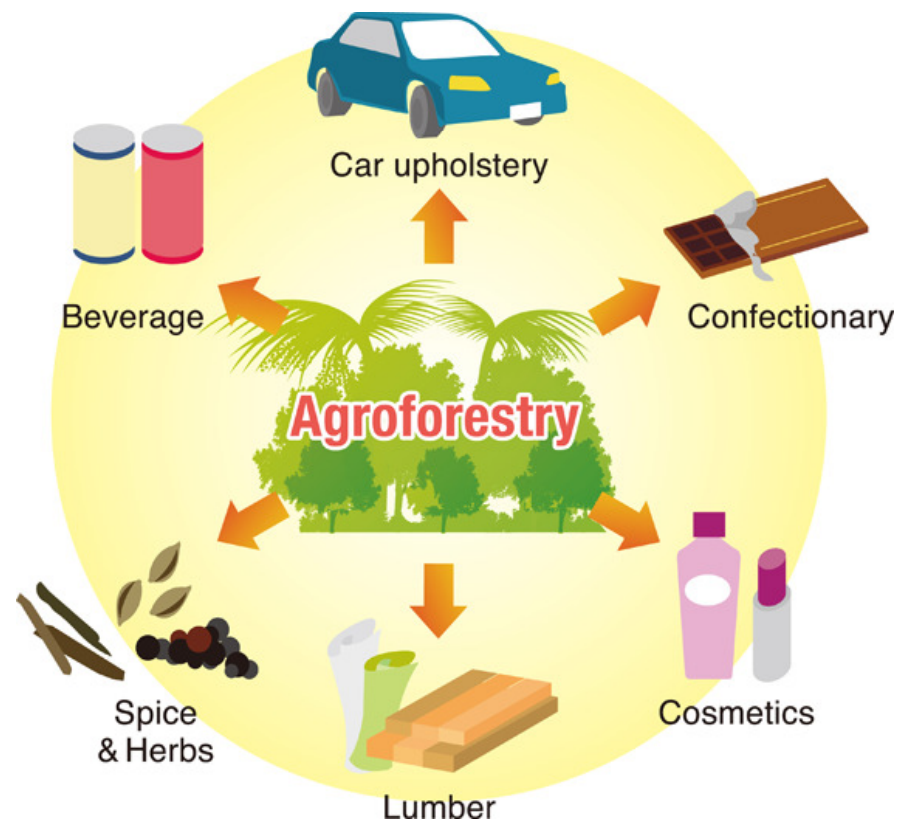 Car upholstery
Beverage
Confectionary
Agroforestry
Spice
& Herbs
Cosmetics
Lumber